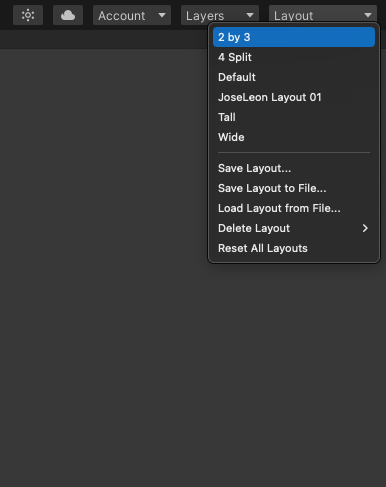 Account
Layers
Layout
2 by 3
4 Split
Default
JoseLeon Layout 01
Tall
Wide
Save Layout...
Save Layout to File...
Load Layout from File...
Delete Layout
Reset All Layouts